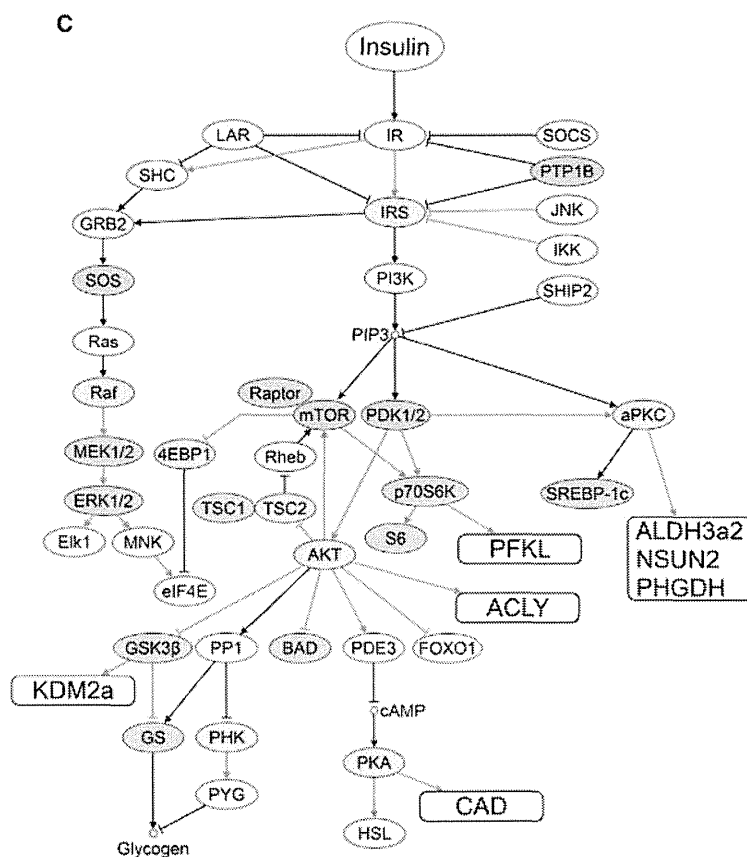 C
Insulin
LAR
IR
SOCS
SHC
PTP1B
GRB2
IRS
JNK
IKK
SOS
PI3K
SHIP2
Ras
PIP3
Raf
Raptor
mTOR
PDK1/2
aPKC
MEK1/2
4EBP1
Rheb
ERK1/2
TSC1
TSC2
p70S6K
SREBP-1c
Elk1
MNK
S6
PFKL
ALDH3a2
NSUN2
PHGDH
AKT
eIF4E
ACLY
GSK3β
PP1
BAD
PDE3
FOXO1
KDM2a
cAMP
GS
PHK
PKA
PYG
CAD
HSL
Glycogen